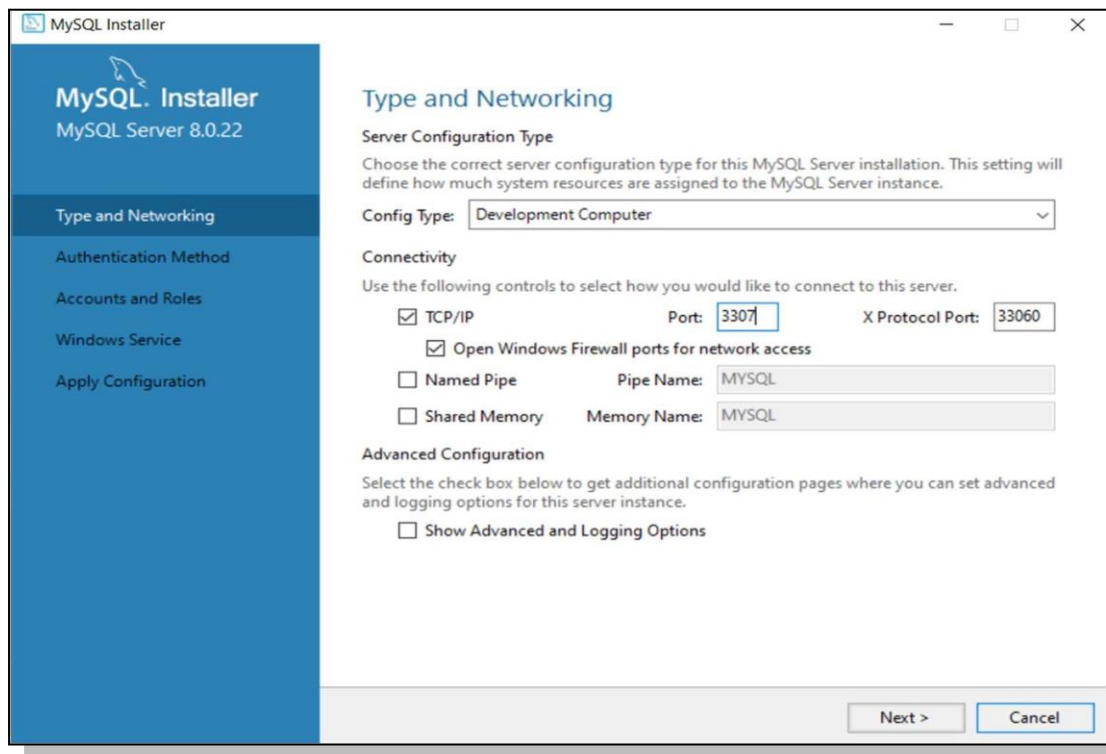 MySQL Installer
MySQL. Installer
MySQL Server 8.0.22
Type and Networking
Authentication Method
Accounts and Roles
Windows Service
Apply Configuration
Type and Networking
Server Configuration Type
Choose the correct server configuration type for this MySQL Server installation. This setting will
define how much system resources are assigned to the MySQL Server instance.
Config Type: Development Computer
Connectivity
Use the following controls to select how you would like to connect to this server.
TCP/IP Port: 3307 X Protocol Port: 33060
Open Windows Firewall ports for network access
Named Pipe Pipe Name: MYSQL
Shared Memory Memory Name: MYSQL
Advanced Configuration
Select the check box below to get additional configuration pages where you can set advanced
and logging options for this server instance.
Show Advanced and Logging Options
Next > Cancel